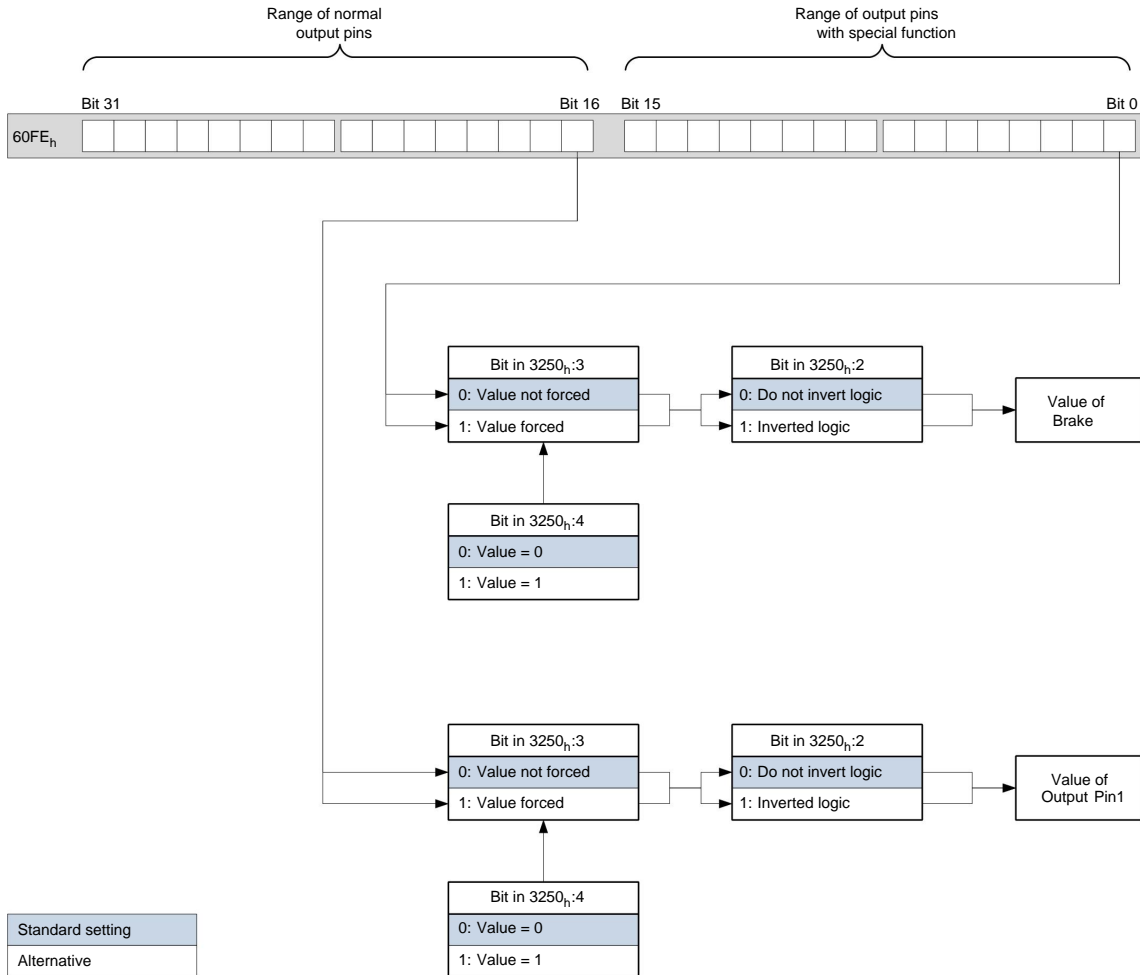 Range of normal
output pins
Range of output pins
with special function
Bit 31
Bit 16
Bit 15
Bit 0
60FEh
Bit in 3250h:3
0: Value not forced
1: Value forced
Bit in 3250h:2
0: Do not invert logic
1: Inverted logic
Value of
Brake
Bit in 3250h:4
0: Value = 0
1: Value = 1
Bit in 3250h:3
0: Value not forced
1: Value forced
Bit in 3250h:2
0: Do not invert logic
1: Inverted logic
Value of
Output Pin1
Bit in 3250h:4
0: Value = 0
1: Value = 1
Standard setting
Alternative